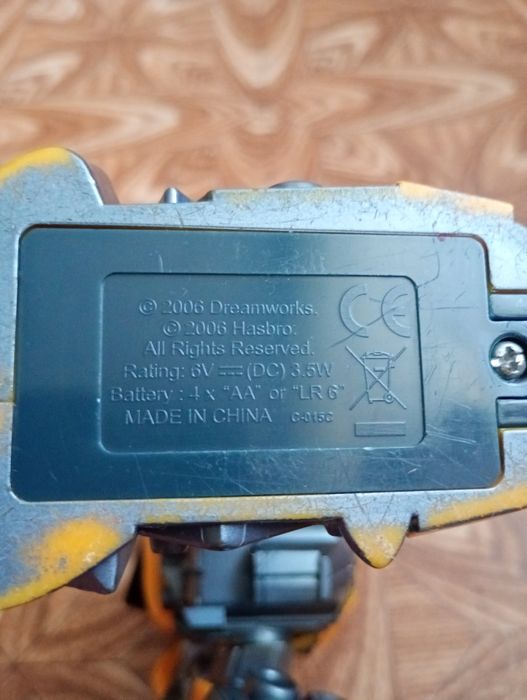 © 2006 Dreamworks.
© 2006 Hasbro.
All Rights Reserved.
Rating: 6V ⎓ (DC) 3.5W
Battery : 4 x “AA” or “LR 6”
MADE IN CHINA C-015C
CE